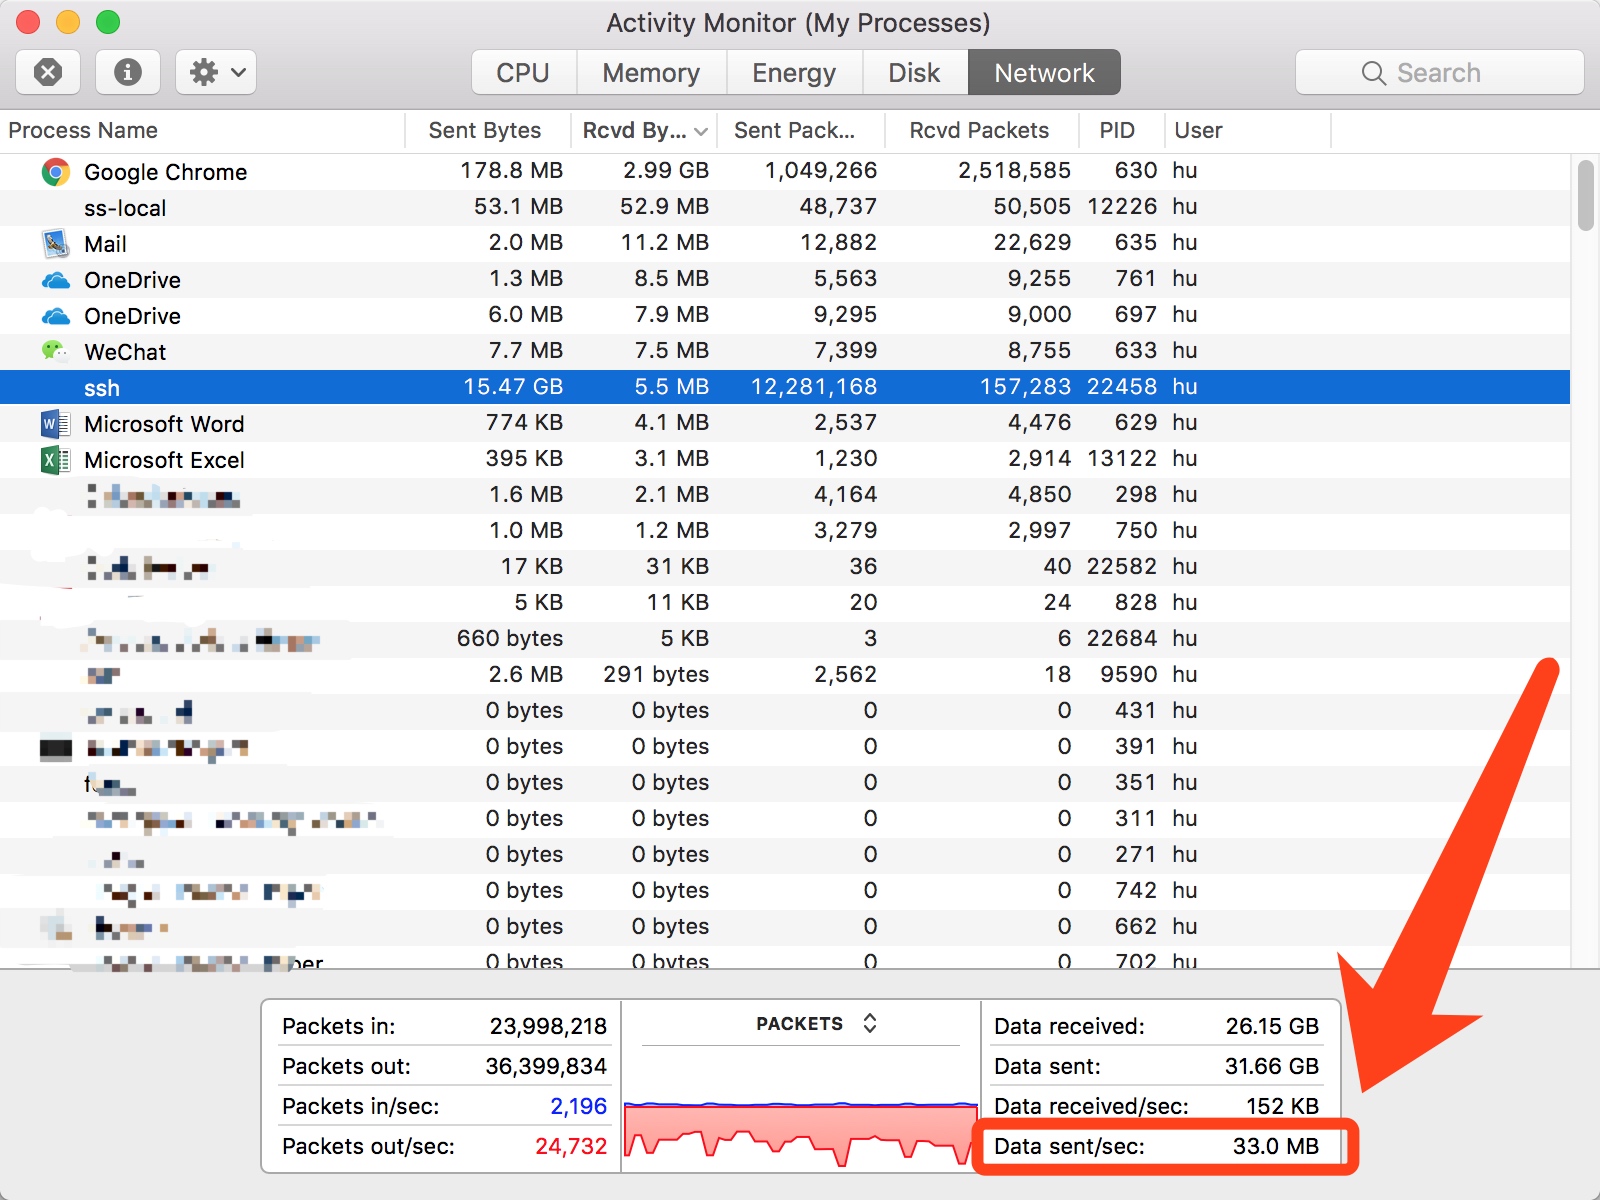 Activity Monitor (My Processes)
CPU Memory Energy Disk Network Search
Process Name Sent Bytes Rcvd By... Sent Pack... Rcvd Packets PID User
Google Chrome 178.8 MB 2.99 GB 1,049,266 2,518,585 630 hu
ss-local 53.1 MB 52.9 MB 48,737 50,505 12226 hu
Mail 2.0 MB 11.2 MB 12,882 22,629 635 hu
OneDrive 1.3 MB 8.5 MB 5,563 9,255 761 hu
OneDrive 6.0 MB 7.9 MB 9,295 9,000 697 hu
WeChat 7.7 MB 7.5 MB 7,399 8,755 633 hu
ssh 15.47 GB 5.5 MB 12,281,168 157,283 22458 hu
Microsoft Word 774 KB 4.1 MB 2,537 4,476 629 hu
Microsoft Excel 395 KB 3.1 MB 1,230 2,914 13122 hu
1.6 MB 2.1 MB 4,164 4,850 298 hu
1.0 MB 1.2 MB 3,279 2,997 750 hu
17 KB 31 KB 36 40 22582 hu
5 KB 11 KB 20 24 828 hu
660 bytes 5 KB 3 6 22684 hu
2.6 MB 291 bytes 2,562 18 9590 hu
0 bytes 0 bytes 0 0 431 hu
0 bytes 0 bytes 0 0 391 hu
0 bytes 0 bytes 0 0 351 hu
0 bytes 0 bytes 0 0 311 hu
0 bytes 0 bytes 0 0 271 hu
0 bytes 0 bytes 0 0 742 hu
0 bytes 0 bytes 0 0 662 hu
0 bytes 0 bytes 0 0 702 hu
Packets in: 23,998,218 PACKETS Data received: 26.15 GB
Packets out: 36,399,834 Data sent: 31.66 GB
Packets in/sec: 2,196 Data received/sec: 152 KB
Packets out/sec: 24,732 Data sent/sec: 33.0 MB